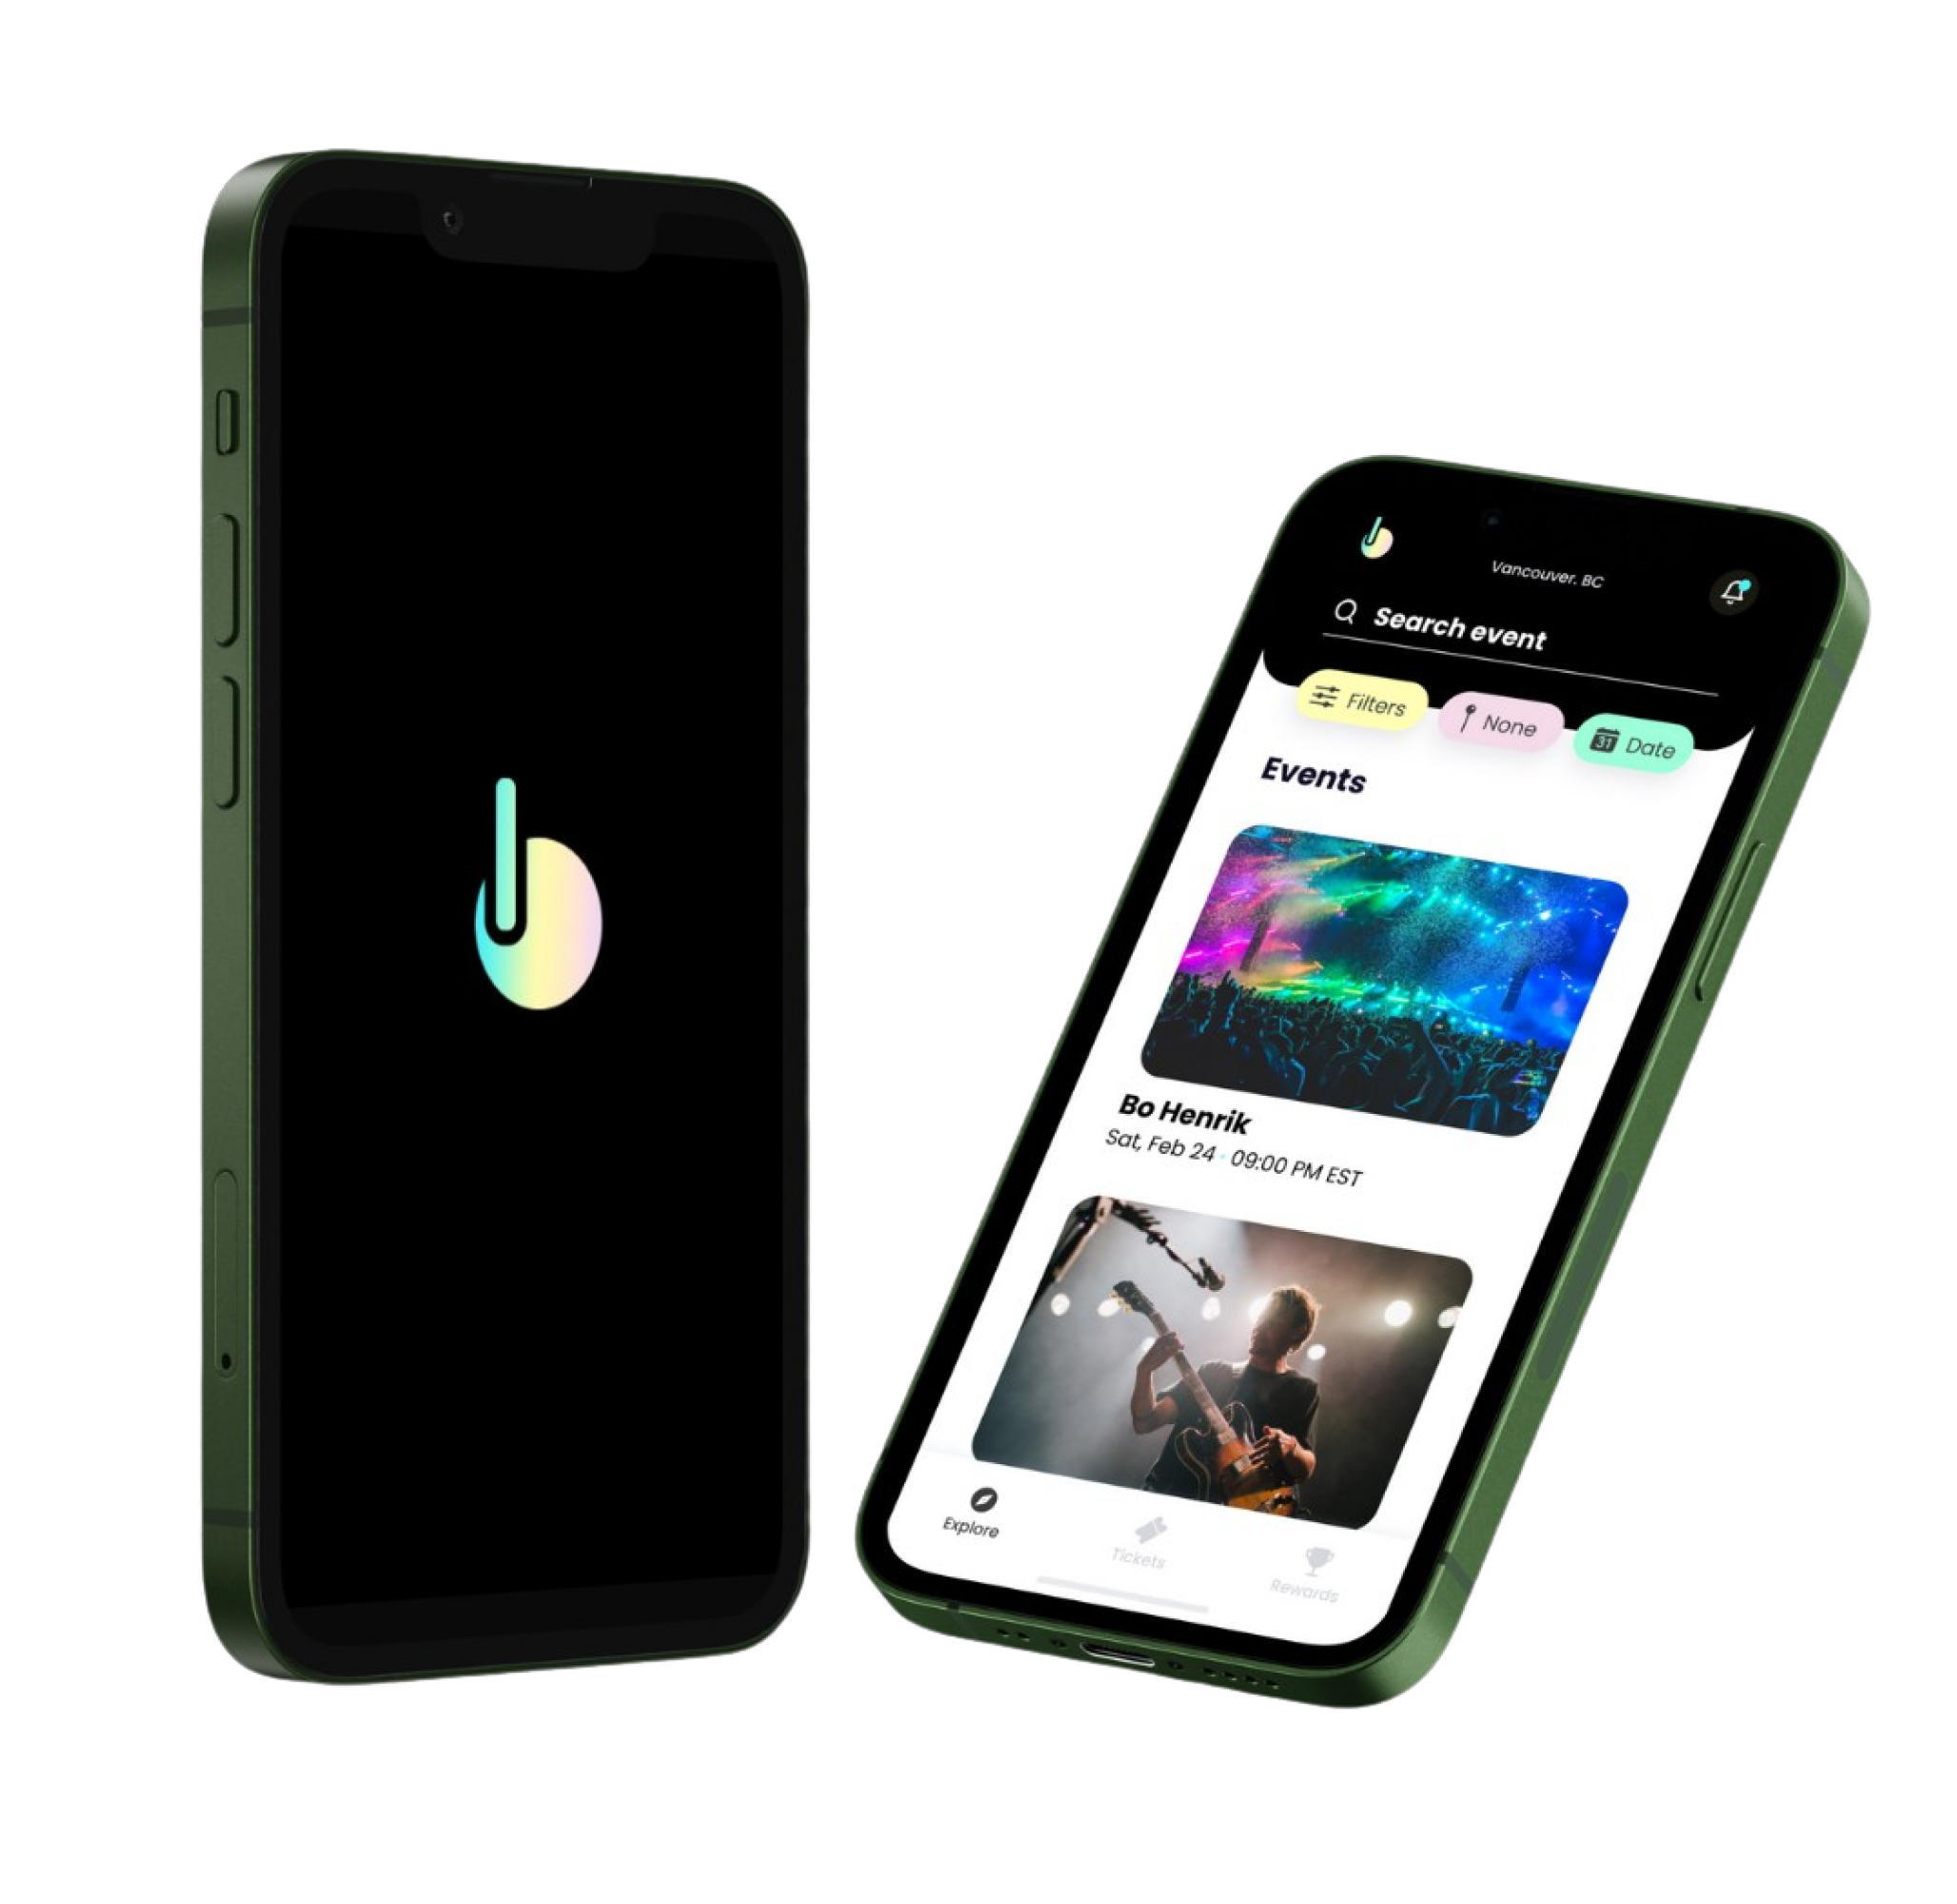 Vancouver. BC
Search event
Filters
None
31
Date
Events
Bo Henrik
Sat, Feb 24 • 09:00 PM EST
Explore
Tickets
Rewards